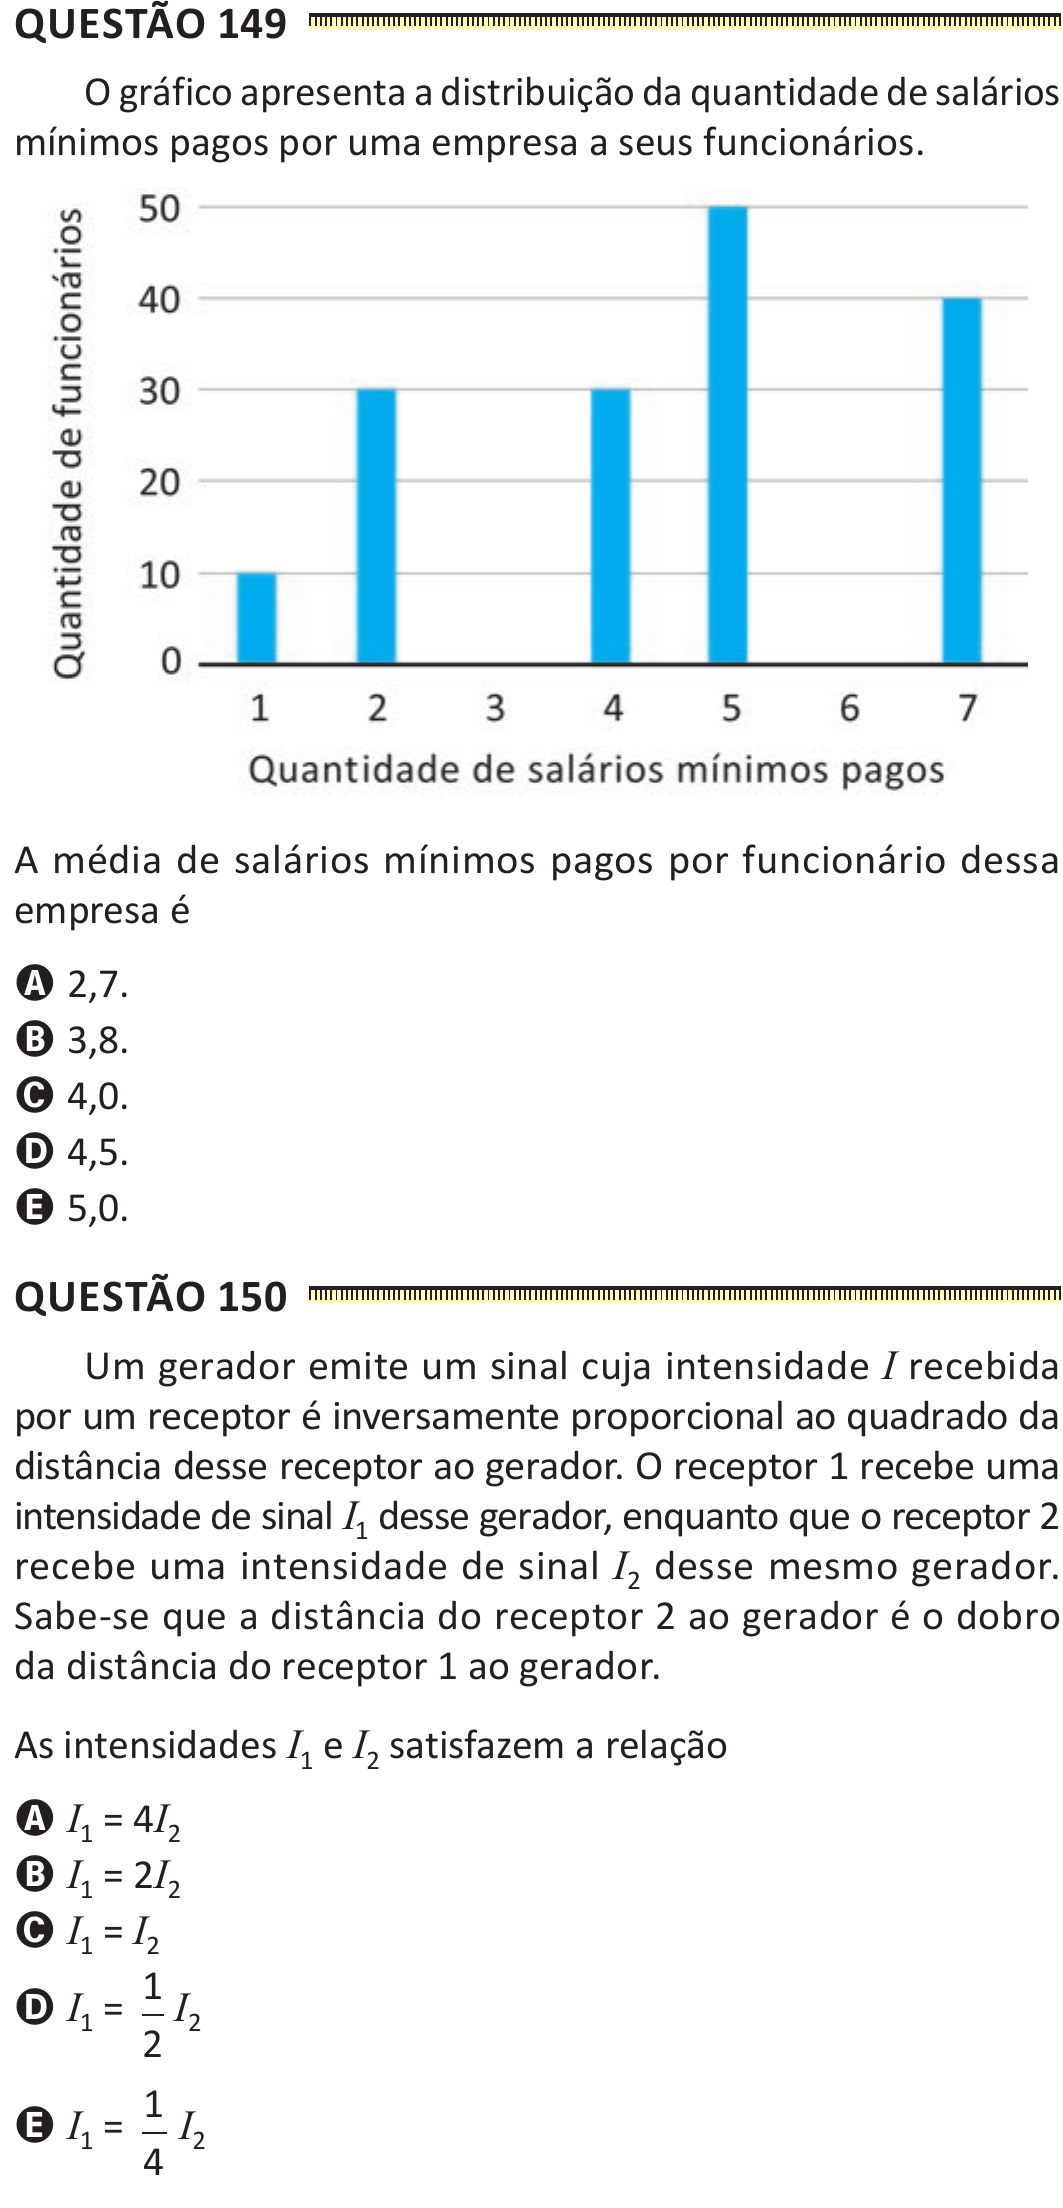 QUESTÃO 149
O gráfico apresenta a distribuição da quantidade de salários
mínimos pagos por uma empresa a seus funcionários.
Quantidade de funcionários
50
40
30
20
10
0
1 2 3 4 5 6 7
Quantidade de salários mínimos pagos
A média de salários mínimos pagos por funcionário dessa
empresa é
A 2,7.
B 3,8.
C 4,0.
D 4,5.
E 5,0.
QUESTÃO 150
Um gerador emite um sinal cuja intensidade I recebida
por um receptor é inversamente proporcional ao quadrado da
distância desse receptor ao gerador. O receptor 1 recebe uma
intensidade de sinal I₁ desse gerador, enquanto que o receptor 2
recebe uma intensidade de sinal I₂ desse mesmo gerador.
Sabe-se que a distância do receptor 2 ao gerador é o dobro
da distância do receptor 1 ao gerador.
As intensidades I₁ e I₂ satisfazem a relação
A I₁ = 4I₂
B I₁ = 2I₂
C I₁ = I₂
D I₁ = 1/2 I₂
E I₁ = 1/4 I₂